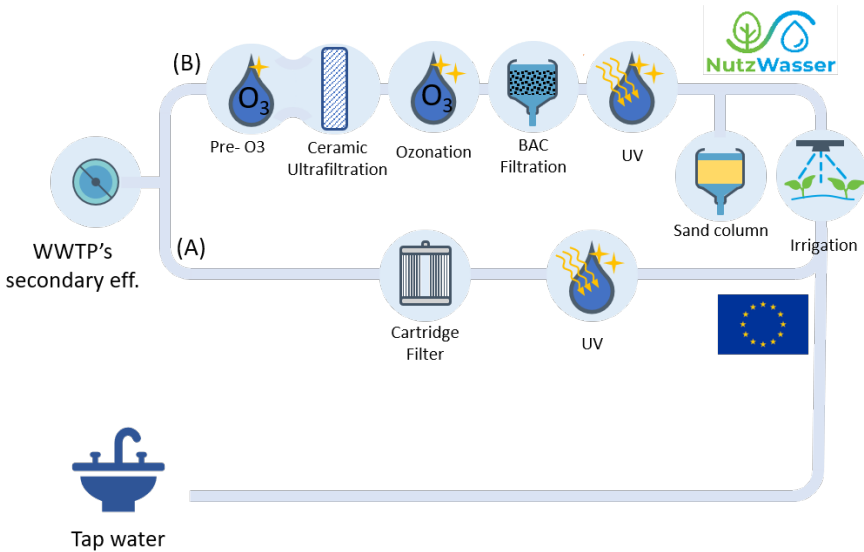 NutzWasser
(B)
O3
Pre- O3
Ceramic
Ultrafiltration
O3
Ozonation
BAC
Filtration
UV
Sand column
Irrigation
WWTP's
secondary eff.
(A)
Cartridge
Filter
UV
Tap water